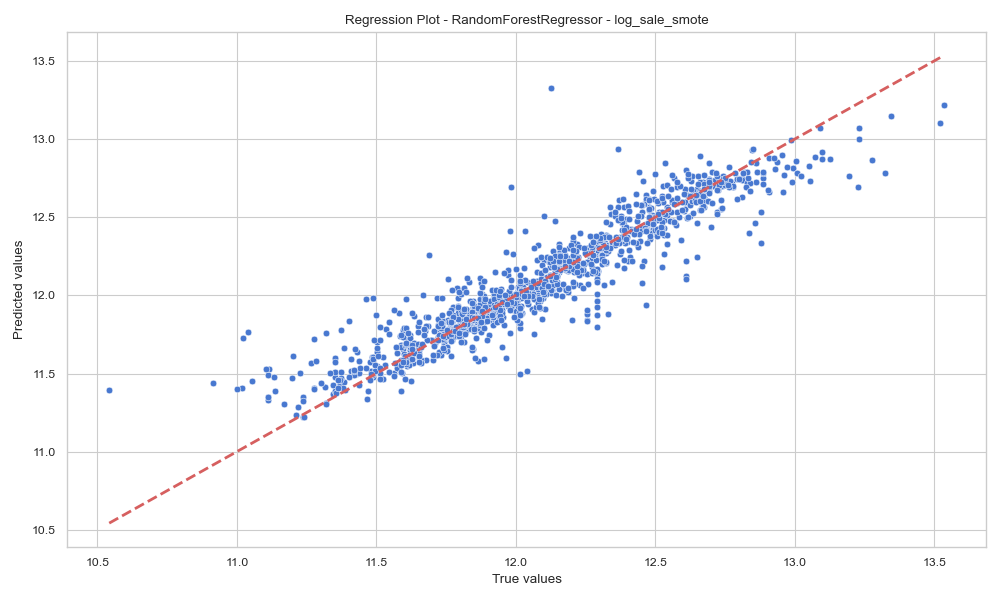 Regression Plot - RandomForestRegressor - log_sale_smote
Predicted values
13.5
13.0
12.5
12.0
11.5
11.0
10.5
10.5 11.0 11.5 12.0 12.5 13.0 13.5
True values